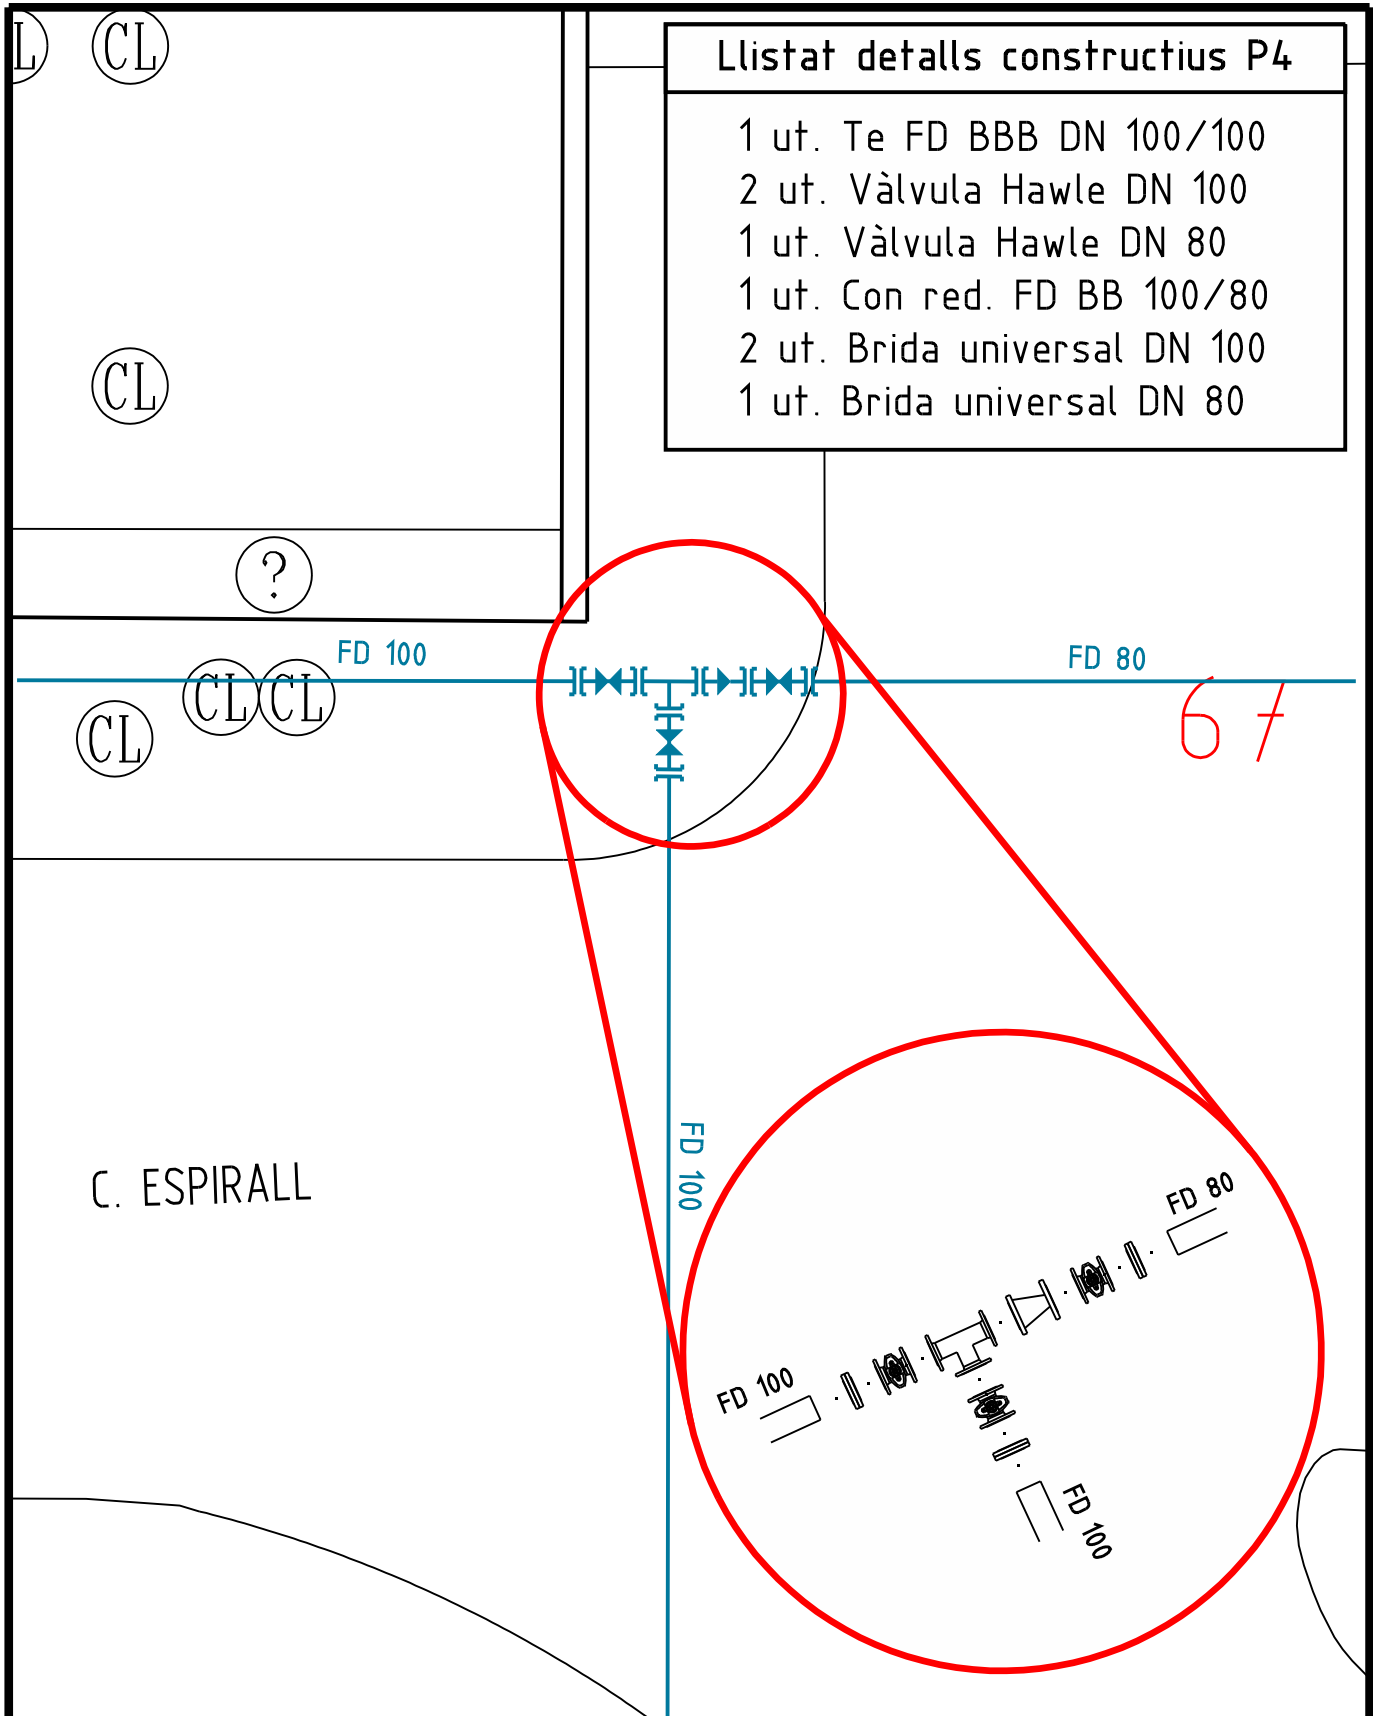 CL
Llistat detalls constructius P4
1 ut. Te FD BBB DN 100/100
2 ut. Vàlvula Hawle DN 100
1 ut. Vàlvula Hawle DN 80
1 ut. Con red. FD BB 100/80
2 ut. Brida universal DN 100
1 ut. Brida universal DN 80
CL
?
FD 100
FD 80
CL CL
CL
67
FD 100
C. ESPIRALL
FD 80
FD 100
FD 100